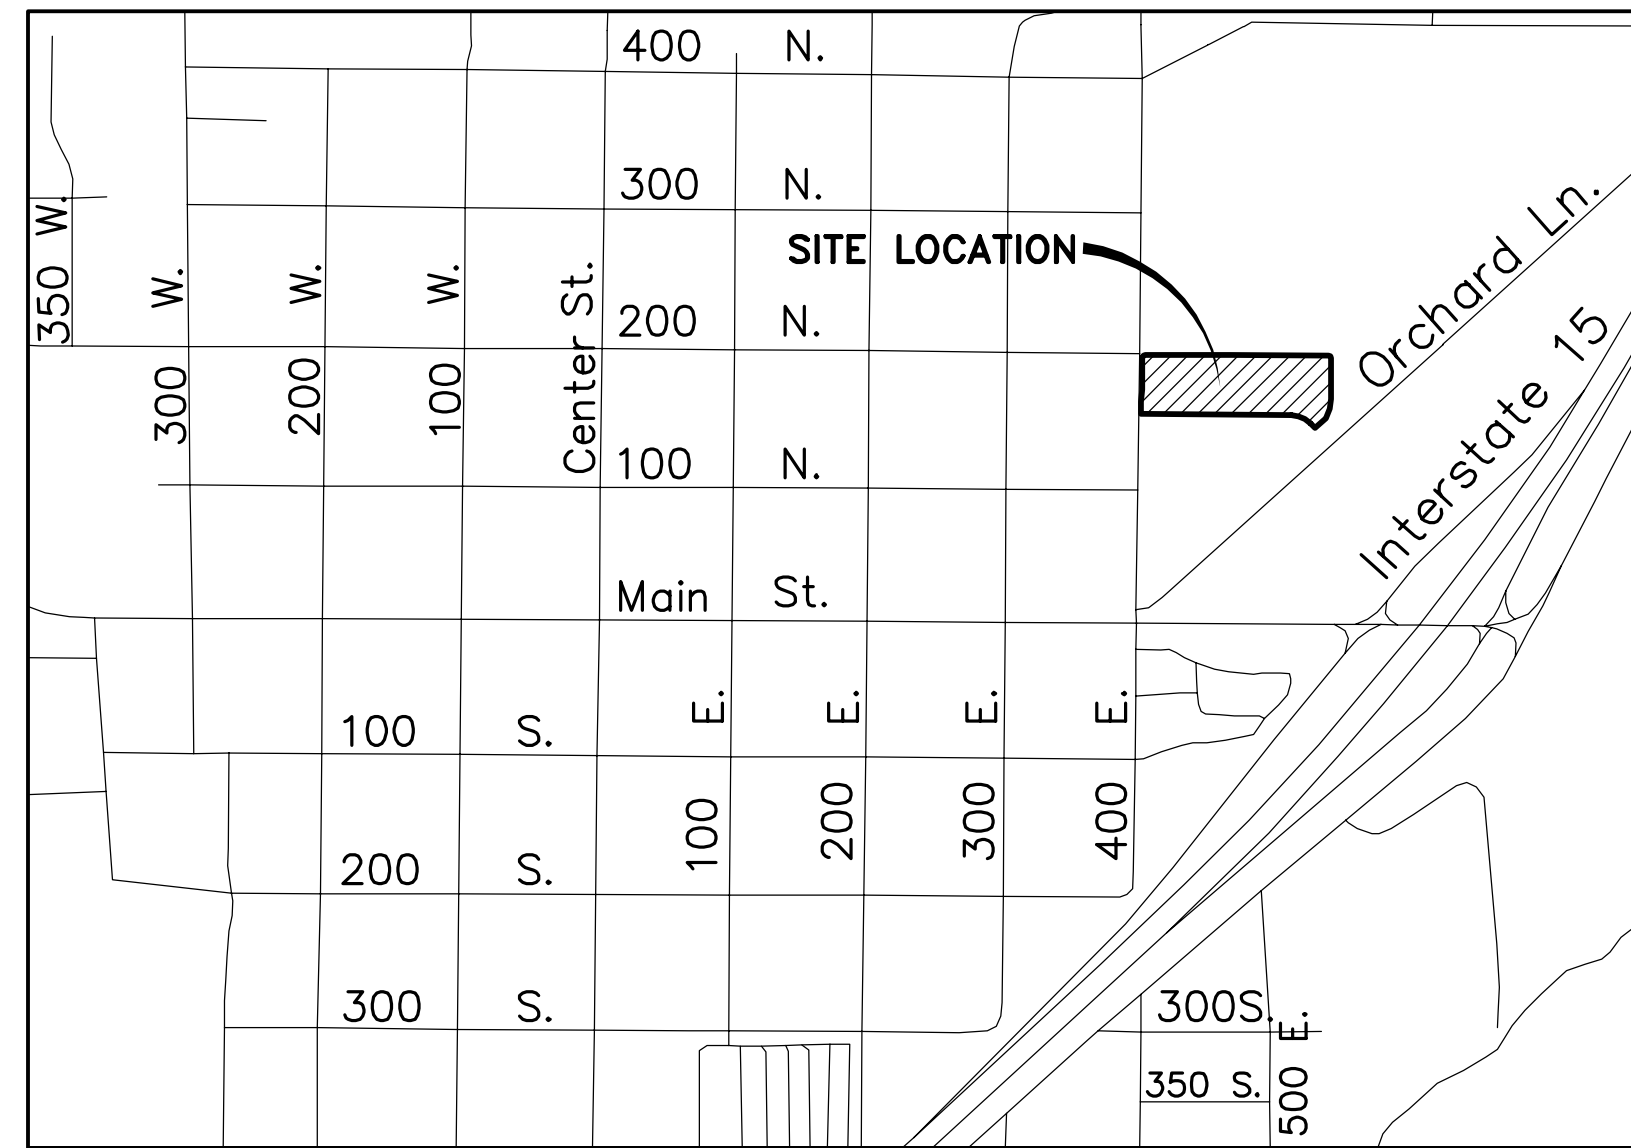 400 N.
300 N.
SITE LOCATION
200 N.
100 N.
Main St.
350 W.
300 W.
200 W.
100 W.
Center St.
Orchard Ln.
Interstate 15
100 S.
200 S.
300 S.
100 E.
200 E.
300 E.
400 E.
300S.
350 S.
500 E.